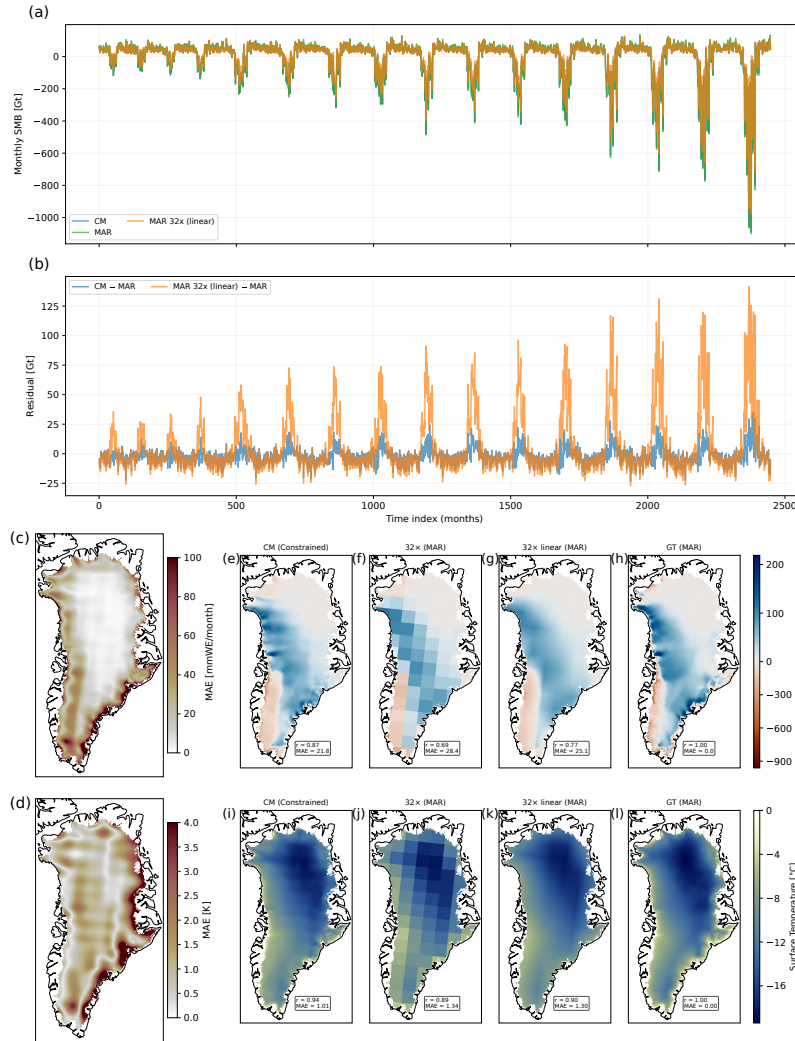 (a)
Monthly SMB [Gt]
0
−200
−400
−600
−800
−1000
CM
MAR
MAR 32x (linear)
(b)
Residual [Gt]
125
100
75
50
25
0
−25
CM − MAR
MAR 32x (linear) − MAR
0 500 1000 1500 2000 2500
Time index (months)
(c)
100
80
60
40
20
0
MAE [mmWE/month]
(e) CM (Constrained)
r = 0.87
MAE = 21.8
(f) 32× (MAR)
r = 0.69
MAE = 28.4
(g) 32× linear (MAR)
r = 0.77
MAE = 25.1
(h) GT (MAR)
r = 1.00
MAE = 0.0
200
100
0
−300
−600
−900
(d)
4.0
3.5
3.0
2.5
2.0
1.5
1.0
0.5
0.0
MAE [K]
(i) CM (Constrained)
r = 0.94
MAE = 1.01
(j) 32× (MAR)
r = 0.89
MAE = 1.34
(k) 32× linear (MAR)
r = 0.90
MAE = 1.30
(l) GT (MAR)
r = 1.00
MAE = 0.00
0
−4
−8
−12
−16
Surface Temperature [°C]